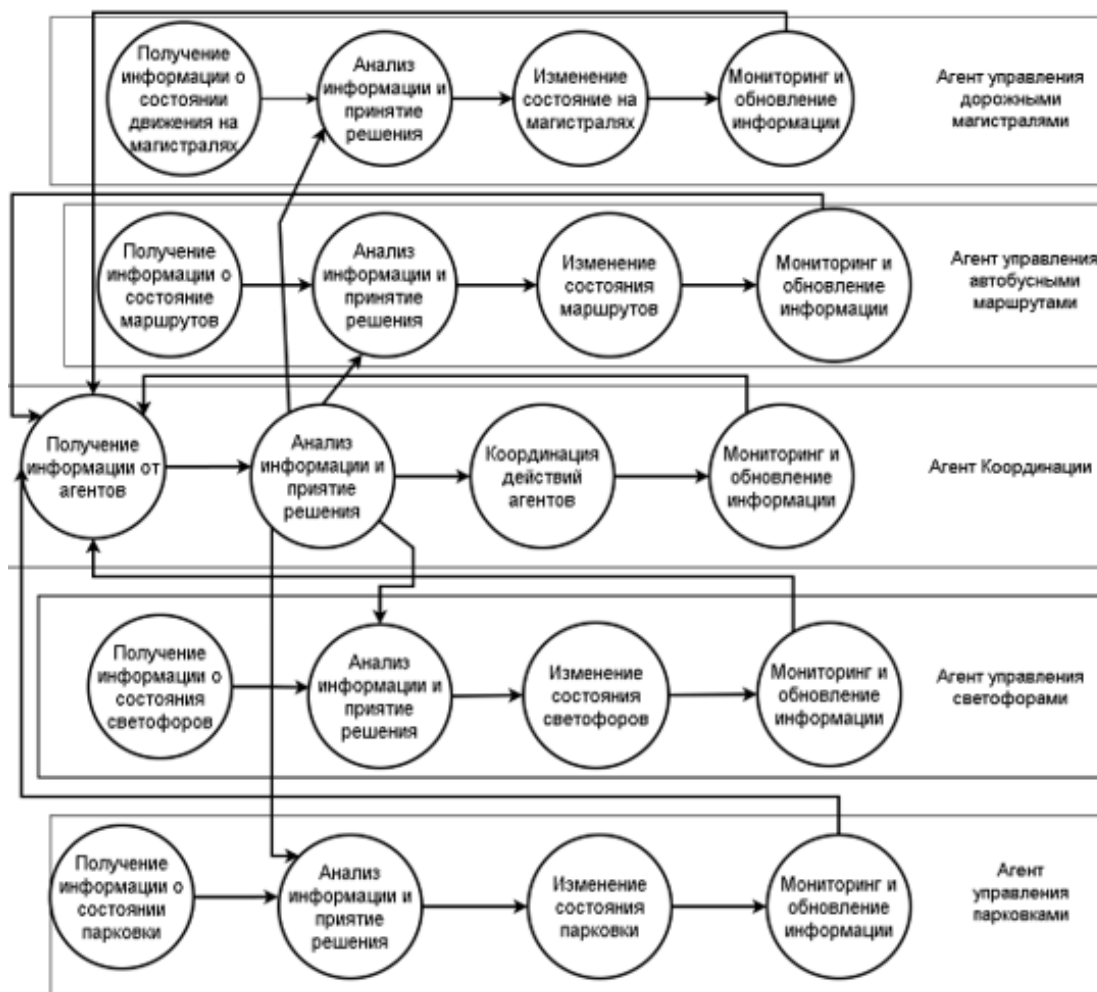 Получение
информации о
состоянии
движения на
магистралях
Анализ
информации и
принятие
решения
Изменение
состояние на
магистралях
Мониторинг и
обновление
информации
Агент управления
дорожными
магистралями
Получение
информации о
состояние
маршрутов
Анализ
информации и
принятие
решения
Изменение
состояния
маршрутов
Мониторинг и
обновление
информации
Агент управления
автобусными
маршрутами
Получение
информации от
агентов
Анализ
информации и
приятие
решения
Координация
действий
агентов
Мониторинг и
обновление
информации
Агент Координации
Получение
информации о
состояния
светофоров
Анализ
информации и
приятие
решения
Изменение
состояния
светофоров
Мониторинг и
обновление
информации
Агент управления
светофорами
Получение
информации о
состоянии
парковки
Анализ
информации и
приятие
решения
Изменение
состояния
парковки
Мониторинг и
обновление
информации
Агент
управления
парковками